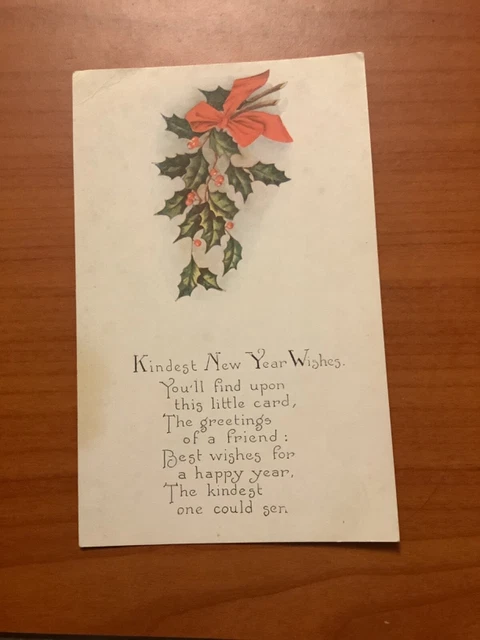 Kindest New Year Wishes.
You'll find upon
this little card,
The greetings
of a friend:
Best wishes for
a happy year,
The kindest
one could sen.